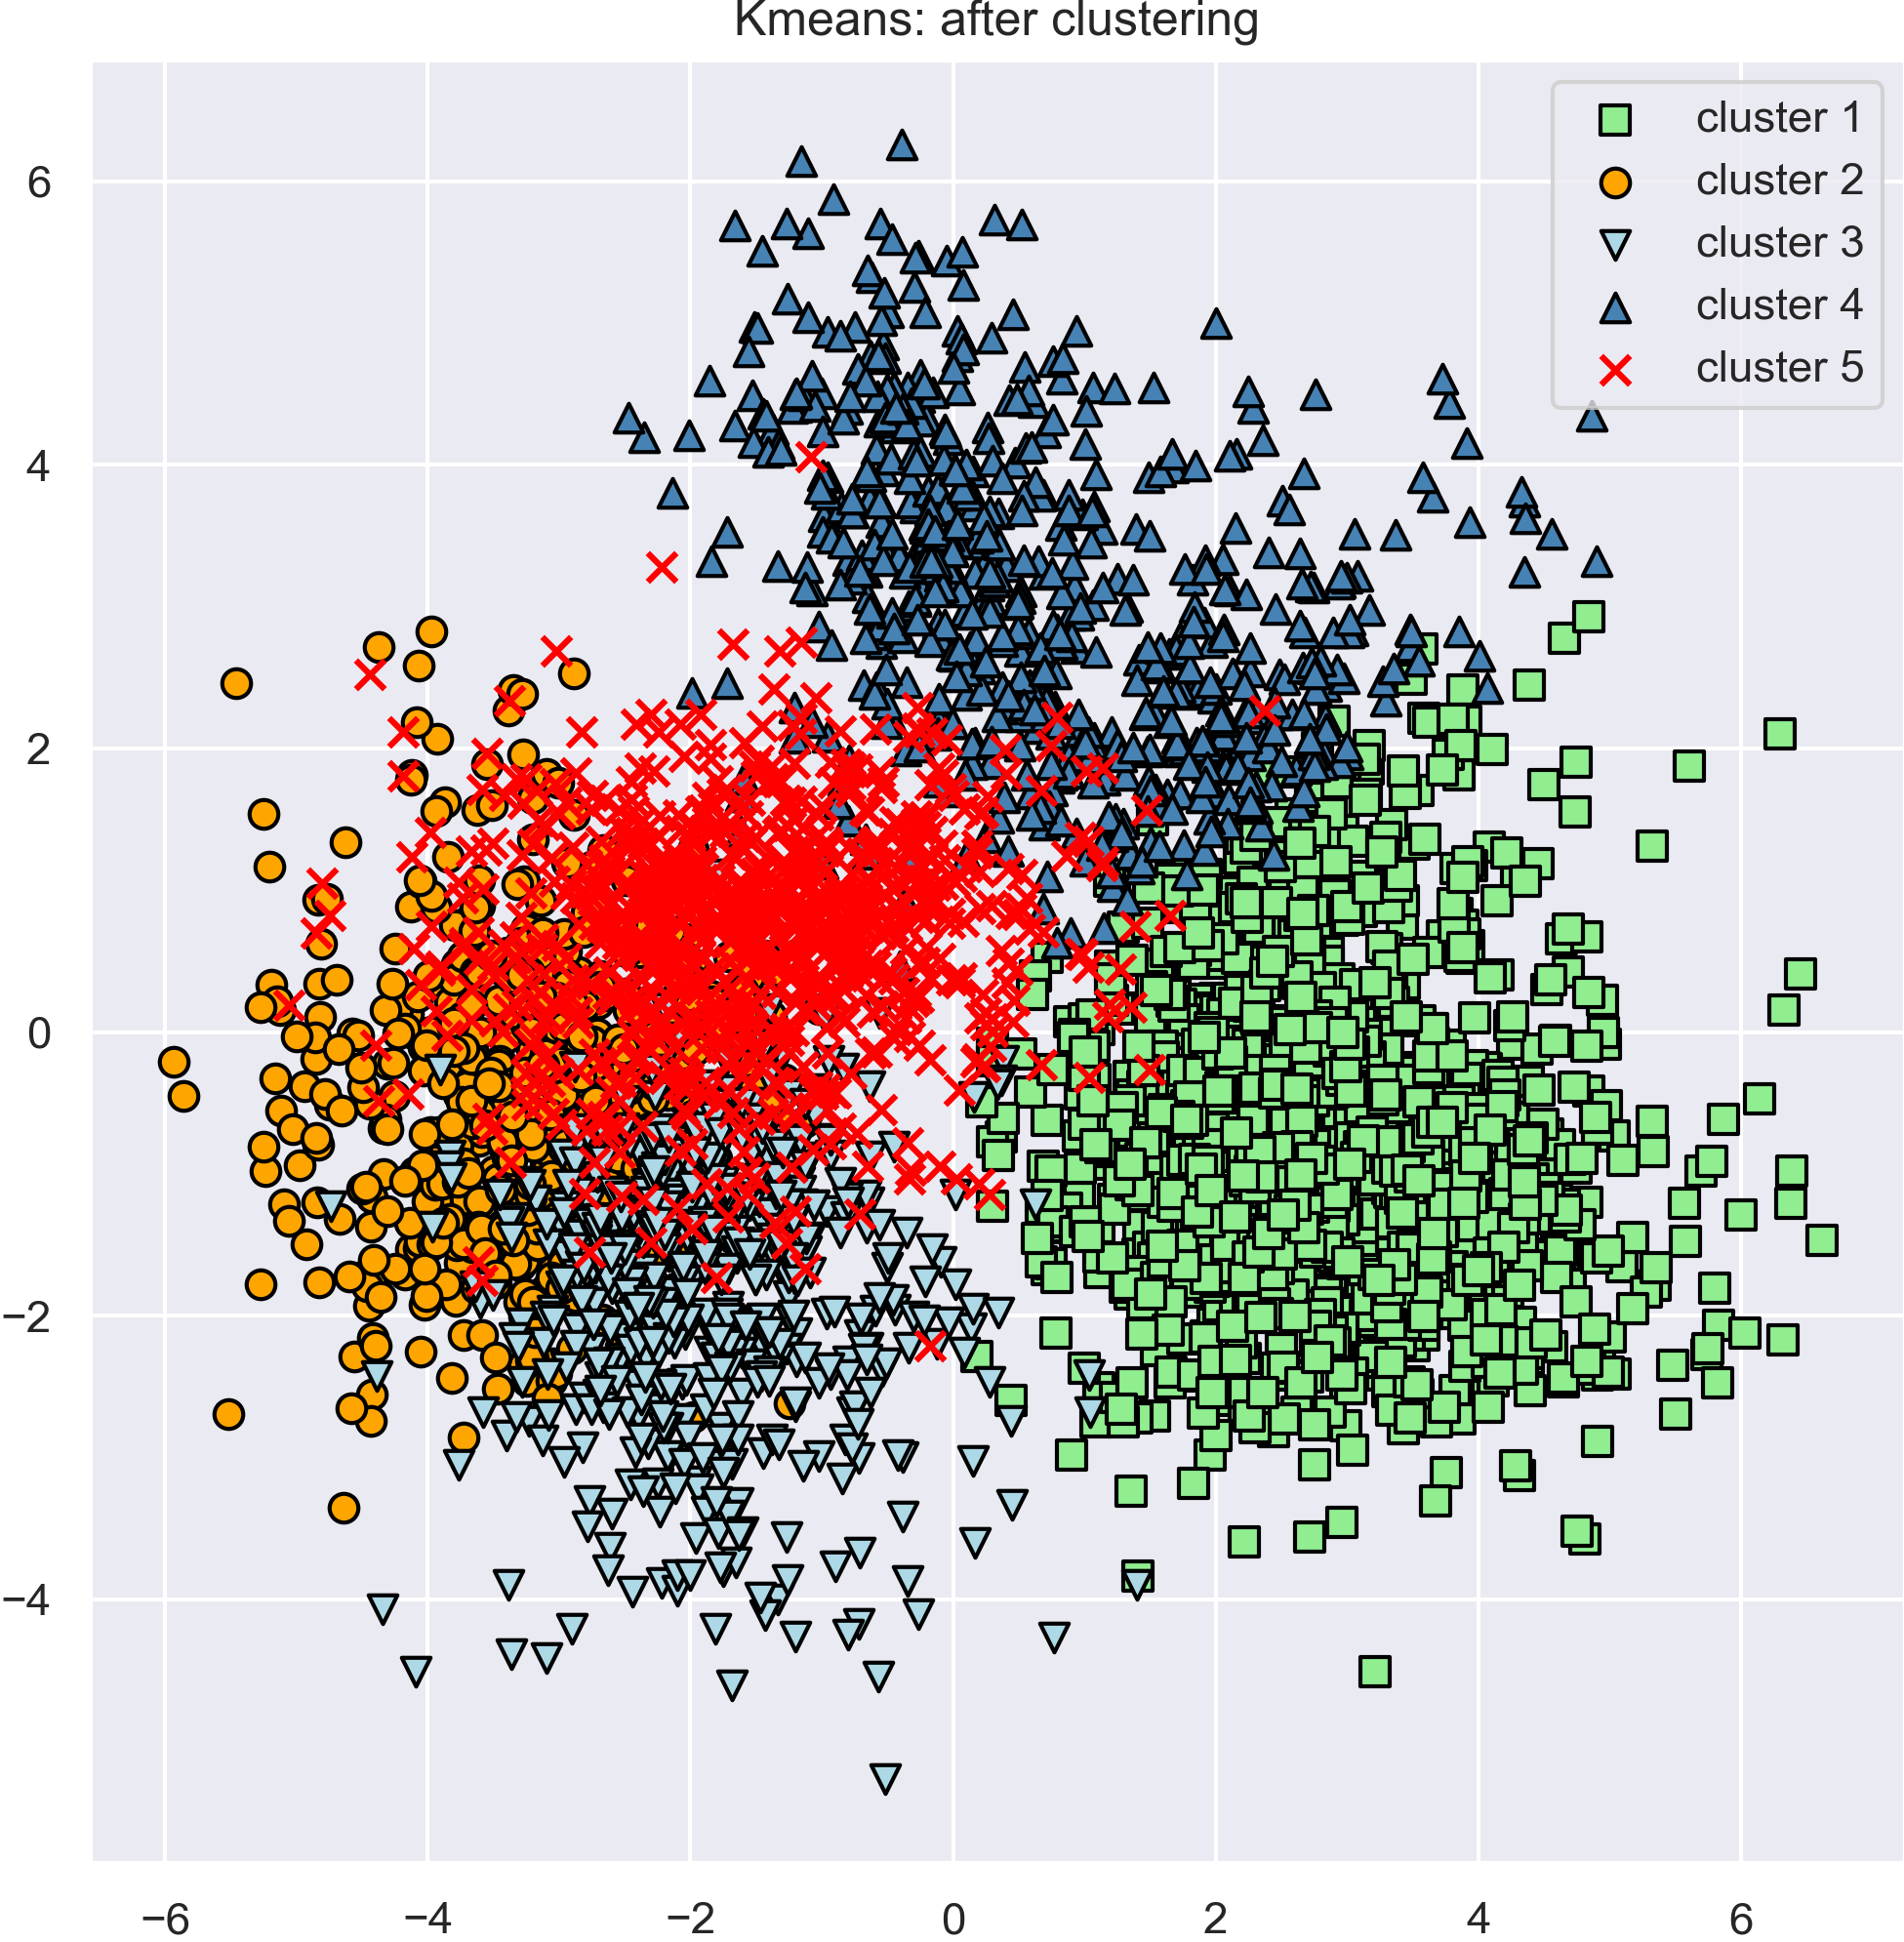 Kmeans: after clustering
cluster 1
cluster 2
cluster 3
cluster 4
cluster 5
6
4
2
0
−2
−4
−6 −4 −2 0 2 4 6